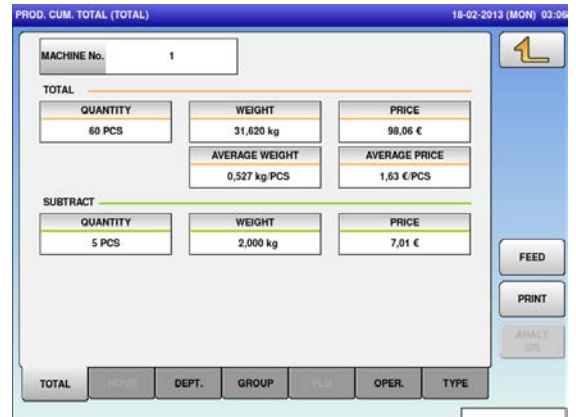 PROD. CUM. TOTAL (TOTAL) 18-02-2013 (MON) 03:06
MACHINE No. 1
TOTAL
QUANTITY WEIGHT PRICE
60 PCS 31,620 kg 98,06 €
AVERAGE WEIGHT AVERAGE PRICE
0,527 kg/PCS 1,63 €/PCS
SUBTRACT
QUANTITY WEIGHT PRICE
5 PCS 2,000 kg 7,01 €
FEED
PRINT
ANALY
SIS
TOTAL HOUR DEPT. GROUP PLU OPER. TYPE